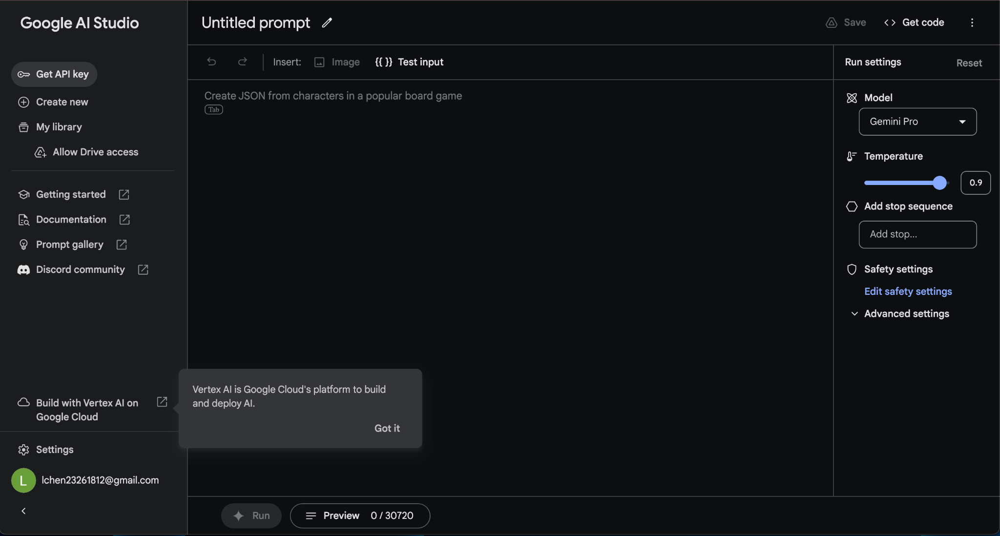 Google AI Studio
Get API key
Create new
My library
Allow Drive access
Getting started
Documentation
Prompt gallery
Discord community
Build with Vertex AI on
Google Cloud
Settings
L
lchen23261812@gmail.com
Untitled prompt
Save
Get code
Insert:
Image
{{ }} Test input
Create JSON from characters in a popular board game
Tab
Vertex AI is Google Cloud's platform to build
and deploy AI.
Got it
Run
Preview 0 / 30720
Run settings
Reset
Model
Gemini Pro
Temperature
0.9
Add stop sequence
Add stop...
Safety settings
Edit safety settings
Advanced settings